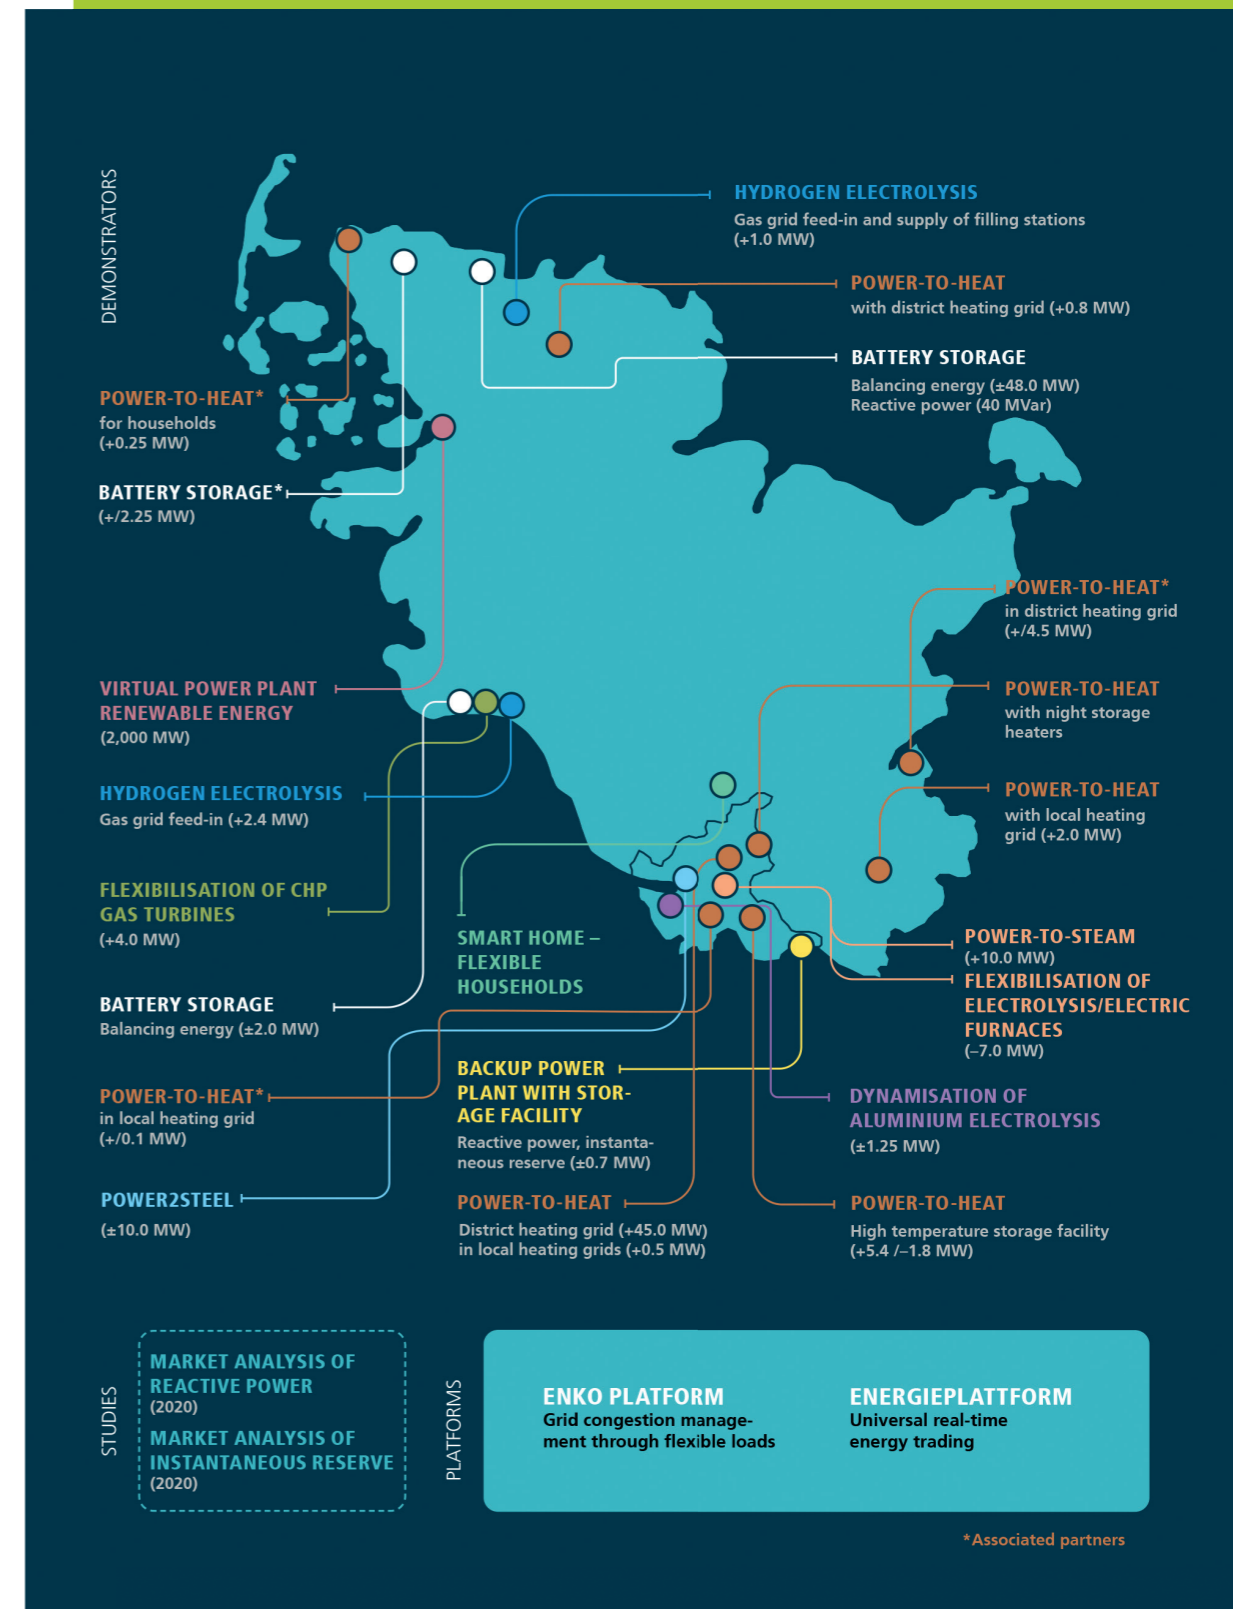 DEMONSTRATORS
HYDROGEN ELECTROLYSIS
Gas grid feed-in and supply of filling stations
(+1.0 MW)
POWER-TO-HEAT
with district heating grid (+0.8 MW)
BATTERY STORAGE
Balancing energy (±48.0 MW)
Reactive power (40 MVar)
POWER-TO-HEAT*
for households
(+0.25 MW)
BATTERY STORAGE*
(+/2.25 MW)
POWER-TO-HEAT*
in district heating grid
(+/4.5 MW)
VIRTUAL POWER PLANT
RENEWABLE ENERGY
(2,000 MW)
POWER-TO-HEAT
with night storage
heaters
HYDROGEN ELECTROLYSIS
Gas grid feed-in (+2.4 MW)
POWER-TO-HEAT
with local heating
grid (+2.0 MW)
FLEXIBILISATION OF CHP
GAS TURBINES
(+4.0 MW)
SMART HOME –
FLEXIBLE
HOUSEHOLDS
POWER-TO-STEAM
(+10.0 MW)
FLEXIBILISATION OF
ELECTROLYSIS/ELECTRIC
FURNACES
(–7.0 MW)
BATTERY STORAGE
Balancing energy (±2.0 MW)
BACKUP POWER
PLANT WITH STOR-
AGE FACILITY
Reactive power, instanta-
neous reserve (±0.7 MW)
POWER-TO-HEAT*
in local heating grid
(+/0.1 MW)
DYNAMISATION OF
ALUMINIUM ELECTROLYSIS
(±1.25 MW)
POWER2STEEL
(±10.0 MW)
POWER-TO-HEAT
District heating grid (+45.0 MW)
in local heating grids (+0.5 MW)
POWER-TO-HEAT
High temperature storage facility
(+5.4 /–1.8 MW)
STUDIES
MARKET ANALYSIS OF
REACTIVE POWER
(2020)
MARKET ANALYSIS OF
INSTANTANEOUS RESERVE
(2020)
PLATFORMS
ENKO PLATFORM
Grid congestion manage-
ment through flexible loads
ENERGIEPLATTFORM
Universal real-time
energy trading
*Associated partners